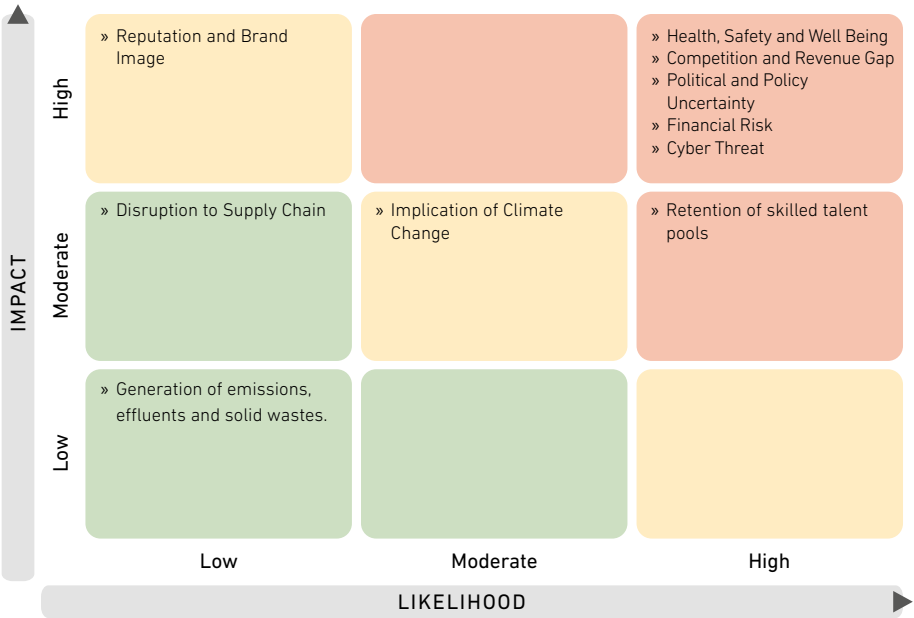 IMPACT
High
» Reputation and Brand
Image
» Health, Safety and Well Being
» Competition and Revenue Gap
» Political and Policy
Uncertainty
» Financial Risk
» Cyber Threat
Moderate
» Disruption to Supply Chain
» Implication of Climate
Change
» Retention of skilled talent
pools
Low
» Generation of emissions,
effluents and solid wastes.
Low
Moderate
High
LIKELIHOOD